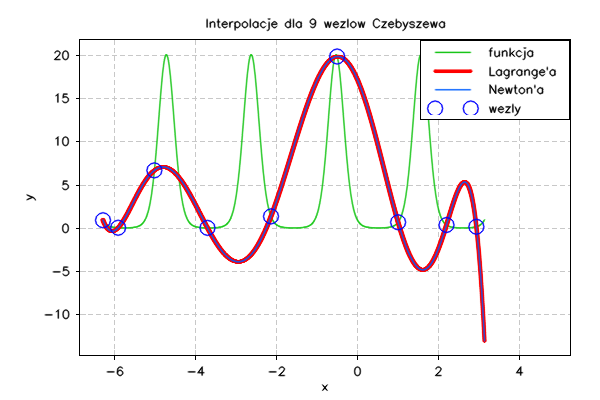 Interpolacje dla 9 wezlow Czebyszewa
funkcja
Lagrange'a
Newton'a
wezly
20
15
10
5
0
−5
−10
y
−6 −4 −2 0 2 4
x